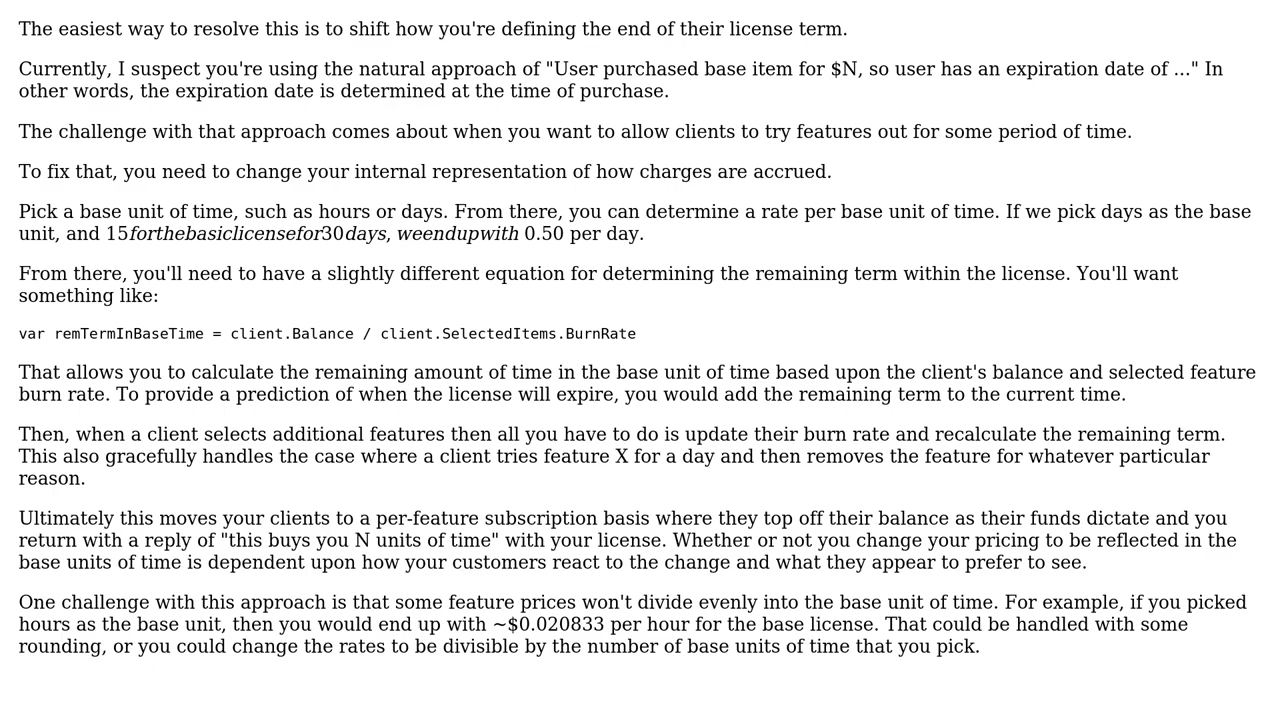 The easiest way to resolve this is to shift how you're defining the end of their license term.
Currently, I suspect you're using the natural approach of "User purchased base item for $N, so user has an expiration date of ..." In
other words, the expiration date is determined at the time of purchase.
The challenge with that approach comes about when you want to allow clients to try features out for some period of time.
To fix that, you need to change your internal representation of how charges are accrued.
Pick a base unit of time, such as hours or days. From there, you can determine a rate per base unit of time. If we pick days as the base
unit, and 15forthebasiclicensefor30days, weendupwith 0.50 per day.
From there, you'll need to have a slightly different equation for determining the remaining term within the license. You'll want
something like:
var remTermInBaseTime = client.Balance / client.SelectedItems.BurnRate
That allows you to calculate the remaining amount of time in the base unit of time based upon the client's balance and selected feature
burn rate. To provide a prediction of when the license will expire, you would add the remaining term to the current time.
Then, when a client selects additional features then all you have to do is update their burn rate and recalculate the remaining term.
This also gracefully handles the case where a client tries feature X for a day and then removes the feature for whatever particular
reason.
Ultimately this moves your clients to a per-feature subscription basis where they top off their balance as their funds dictate and you
return with a reply of "this buys you N units of time" with your license. Whether or not you change your pricing to be reflected in the
base units of time is dependent upon how your customers react to the change and what they appear to prefer to see.
One challenge with this approach is that some feature prices won't divide evenly into the base unit of time. For example, if you picked
hours as the base unit, then you would end up with ~$0.020833 per hour for the base license. That could be handled with some
rounding, or you could change the rates to be divisible by the number of base units of time that you pick.